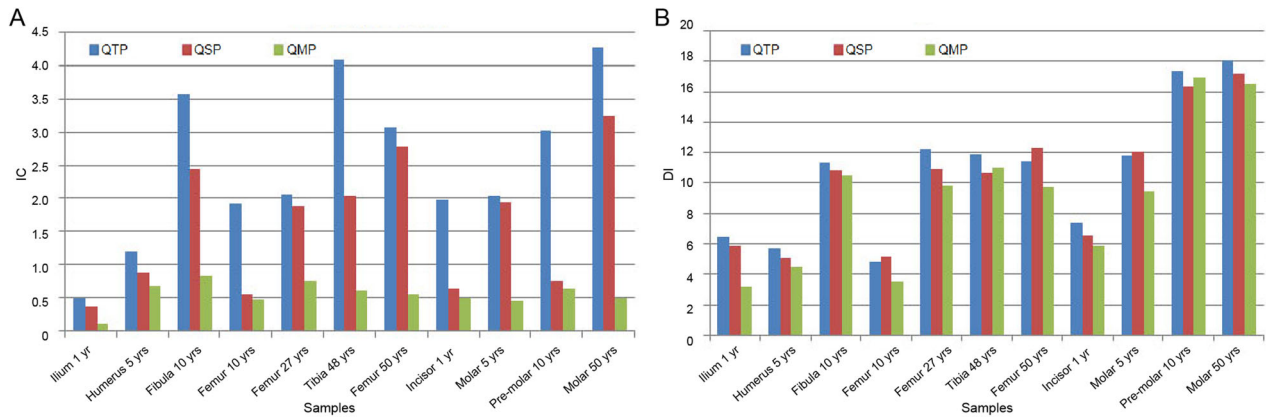 A
4.5
4.0
3.5
3.0
2.5
2.0
1.5
1.0
0.5
0
IC
QTP
QSP
QMP
Ilium 1 yr
Humerus 5 yrs
Fibula 10 yrs
Femur 10 yrs
Femur 27 yrs
Tibia 48 yrs
Femur 50 yrs
Incisor 1 yr
Molar 5 yrs
Pre-molar 10 yrs
Molar 50 yrs
Samples
B
20
18
16
14
12
10
8
6
4
2
0
DI
QTP
QSP
QMP
Ilium 1 yr
Humerus 5 yrs
Fibula 10 yrs
Femur 10 yrs
Femur 27 yrs
Tibia 48 yrs
Femur 50 yrs
Incisor 1 yr
Molar 5 yrs
Pre-molar 10 yrs
Molar 50 yrs
Samples